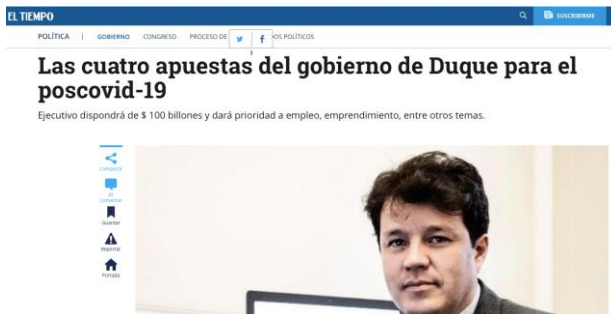 EL TIEMPO
SUSCRIBIRME
POLÍTICA | GOBIERNO CONGRESO PROCESO DE OS POLÍTICOS
Las cuatro apuestas del gobierno de Duque para el
poscovid-19
Ejecutivo dispondrá de $ 100 billones y dará prioridad a empleo, emprendimiento, entre otros temas.
Compartir
Comentar
Guardar
Reportar
Portada